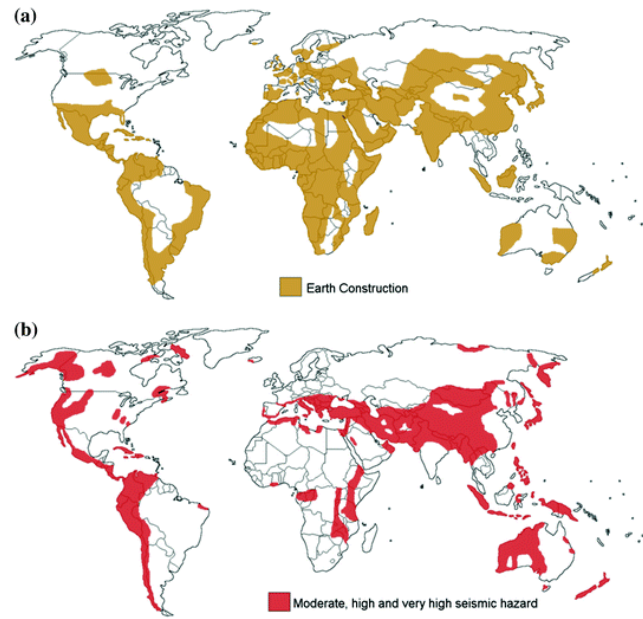 (a)
Earth Construction
(b)
Moderate, high and very high seismic hazard